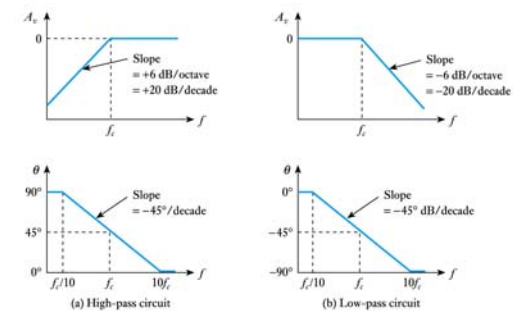 A_v
0
Slope
= +6 dB/octave
= +20 dB/decade
f_c
f
A_v
0
Slope
= −6 dB/octave
= −20 dB/decade
f_c
f
θ
90°
45°
0°
Slope
= −45°/decade
f_c/10
f_c
10f_c
f
(a) High-pass circuit
θ
0°
−45°
−90°
Slope
= −45° dB/decade
f_c/10
f_c
10f_c
f
(b) Low-pass circuit